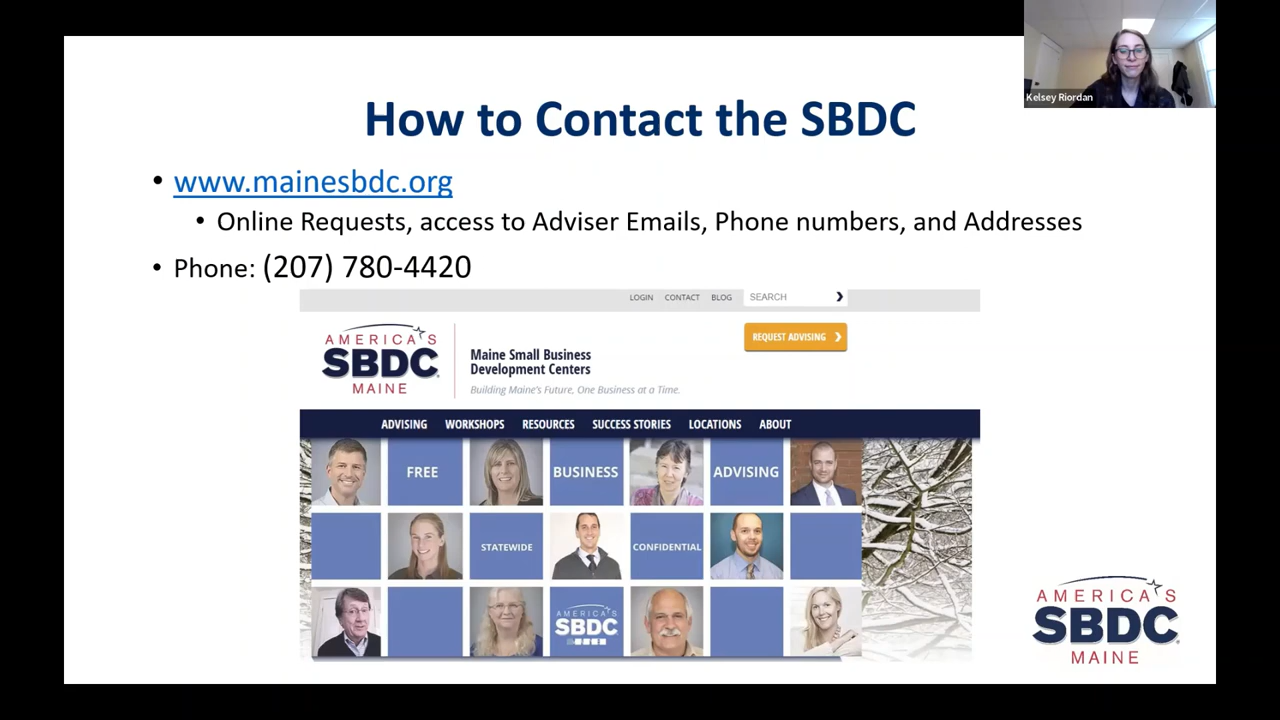 Kelsey Riordan
How to Contact the SBDC
• www.mainesbdc.org
• Online Requests, access to Adviser Emails, Phone numbers, and Addresses
• Phone: (207) 780-4420
LOGIN CONTACT BLOG SEARCH
AMERICA'S
SBDC
MAINE
REQUEST ADVISING
Maine Small Business
Development Centers
Building Maine's Future, One Business at a Time.
ADVISING WORKSHOPS RESOURCES SUCCESS STORIES LOCATIONS ABOUT
FREE BUSINESS ADVISING
STATEWIDE CONFIDENTIAL
AMERICA'S
SBDC
AMERICA'S
SBDC
MAINE